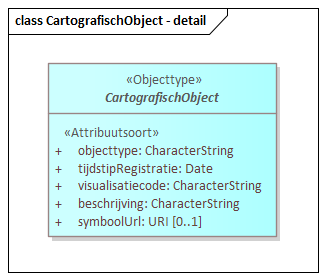 class CartografischObject - detail
«Objecttype»
CartografischObject
«Attribuutsoort»
+ objecttype: CharacterString
+ tijdstipRegistratie: Date
+ visualisatiecode: CharacterString
+ beschrijving: CharacterString
+ symboolUrl: URI [0..1]